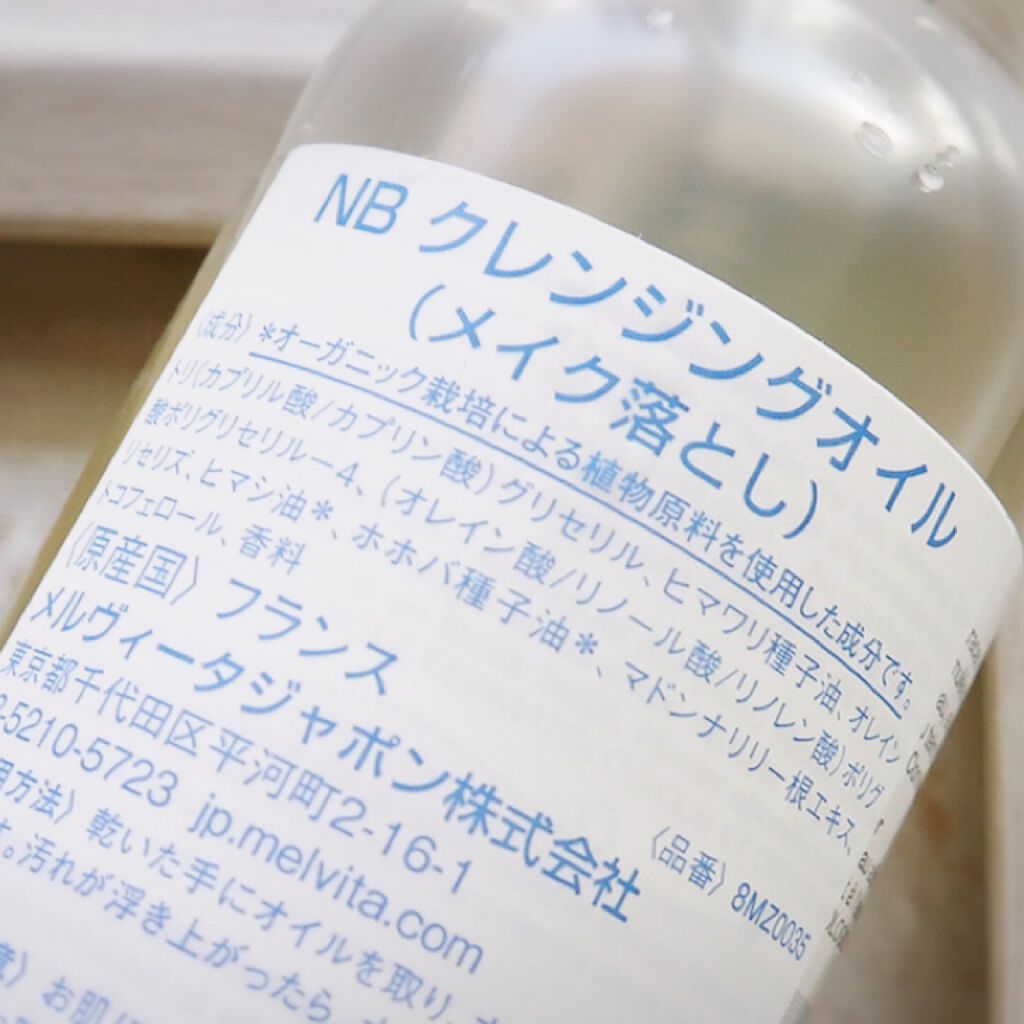 NB クレンジングオイル
(メイク落とし)
〈成分〉*オーガニック栽培による植物原料を使用した成分です。
トリ(カプリル酸/カプリン酸)グリセリル、ヒマワリ種子油、オレイン
酸ポリグリセリル−4、(オレイン酸/リノール酸/リノレン酸)ポリグ
リセリズ、ヒマシ油*、ホホバ種子油*、マドンナリリー根エキス、
トコフェロール、香料
〈原産国〉フランス
〈品番〉8MZ0035
メルヴィータジャポン株式会社
東京都千代田区平河町2-16-1
-5210-5723 jp.melvita.com
用方法〉乾いた手にオイルを取り、
す。汚れが浮き上がったら、
意〉お肌に